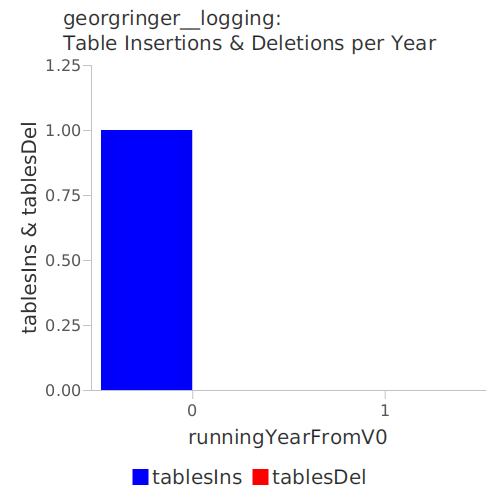 georgringer__logging:
Table Insertions & Deletions per Year
tablesIns & tablesDel
1.25
1.00
0.75
0.50
0.25
0.00
0
1
runningYearFromV0
tablesIns
tablesDel